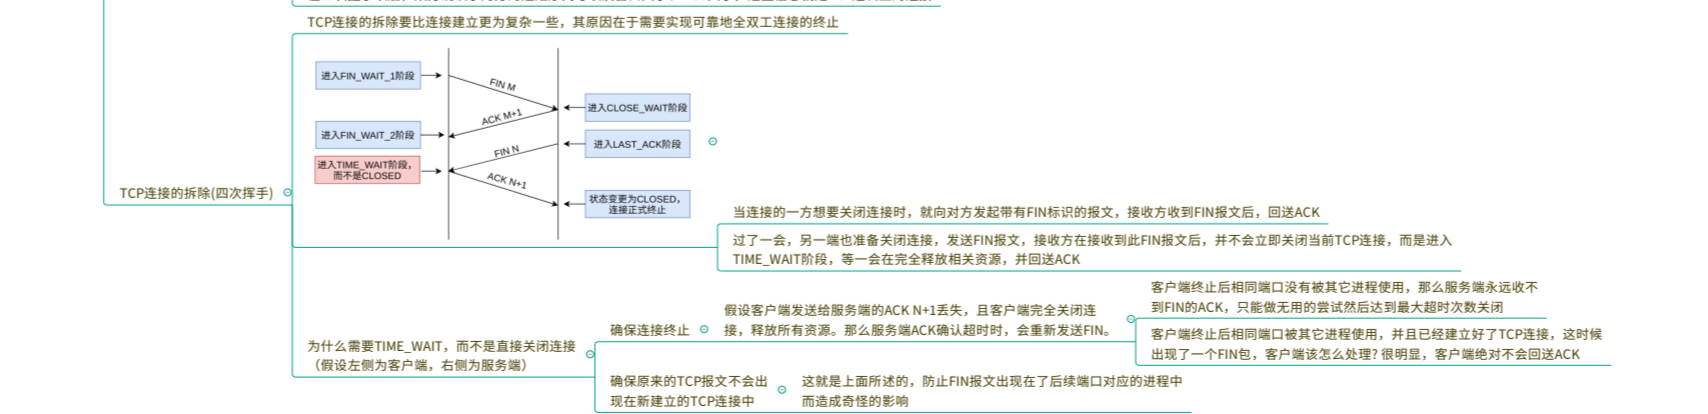 TCP连接的拆除要比连接建立更为复杂一些，其原因在于需要实现可靠地全双工连接的终止
进入FIN_WAIT_1阶段
FIN M
进入CLOSE_WAIT阶段
ACK M+1
进入FIN_WAIT_2阶段
进入LAST_ACK阶段
FIN N
进入TIME_WAIT阶段，
而不是CLOSED
ACK N+1
状态变更为CLOSED，
连接正式终止
TCP连接的拆除(四次挥手)
当连接的一方想要关闭连接时，就向对方发起带有FIN标识的报文，接收方收到FIN报文后，回送ACK
过了一会，另一端也准备关闭连接，发送FIN报文，接收方在接收到此FIN报文后，并不会立即关闭当前TCP连接，而是进入
TIME_WAIT阶段，等一会在完全释放相关资源，并回送ACK
为什么需要TIME_WAIT，而不是直接关闭连接
（假设左侧为客户端，右侧为服务端）
确保连接终止
假设客户端发送给服务端的ACK N+1丢失，且客户端完全关闭连
接，释放所有资源。那么服务端ACK确认超时时，会重新发送FIN。
客户端终止后相同端口没有被其它进程使用，那么服务端永远收不
到FIN的ACK，只能做无用的尝试然后达到最大超时次数关闭
客户端终止后相同端口被其它进程使用，并且已经建立好了TCP连接，这时候
出现了一个FIN包，客户端该怎么处理? 很明显，客户端绝对不会回送ACK
确保原来的TCP报文不会出
现在新建立的TCP连接中
这就是上面所述的，防止FIN报文出现在了后续端口对应的进程中
而造成奇怪的影响